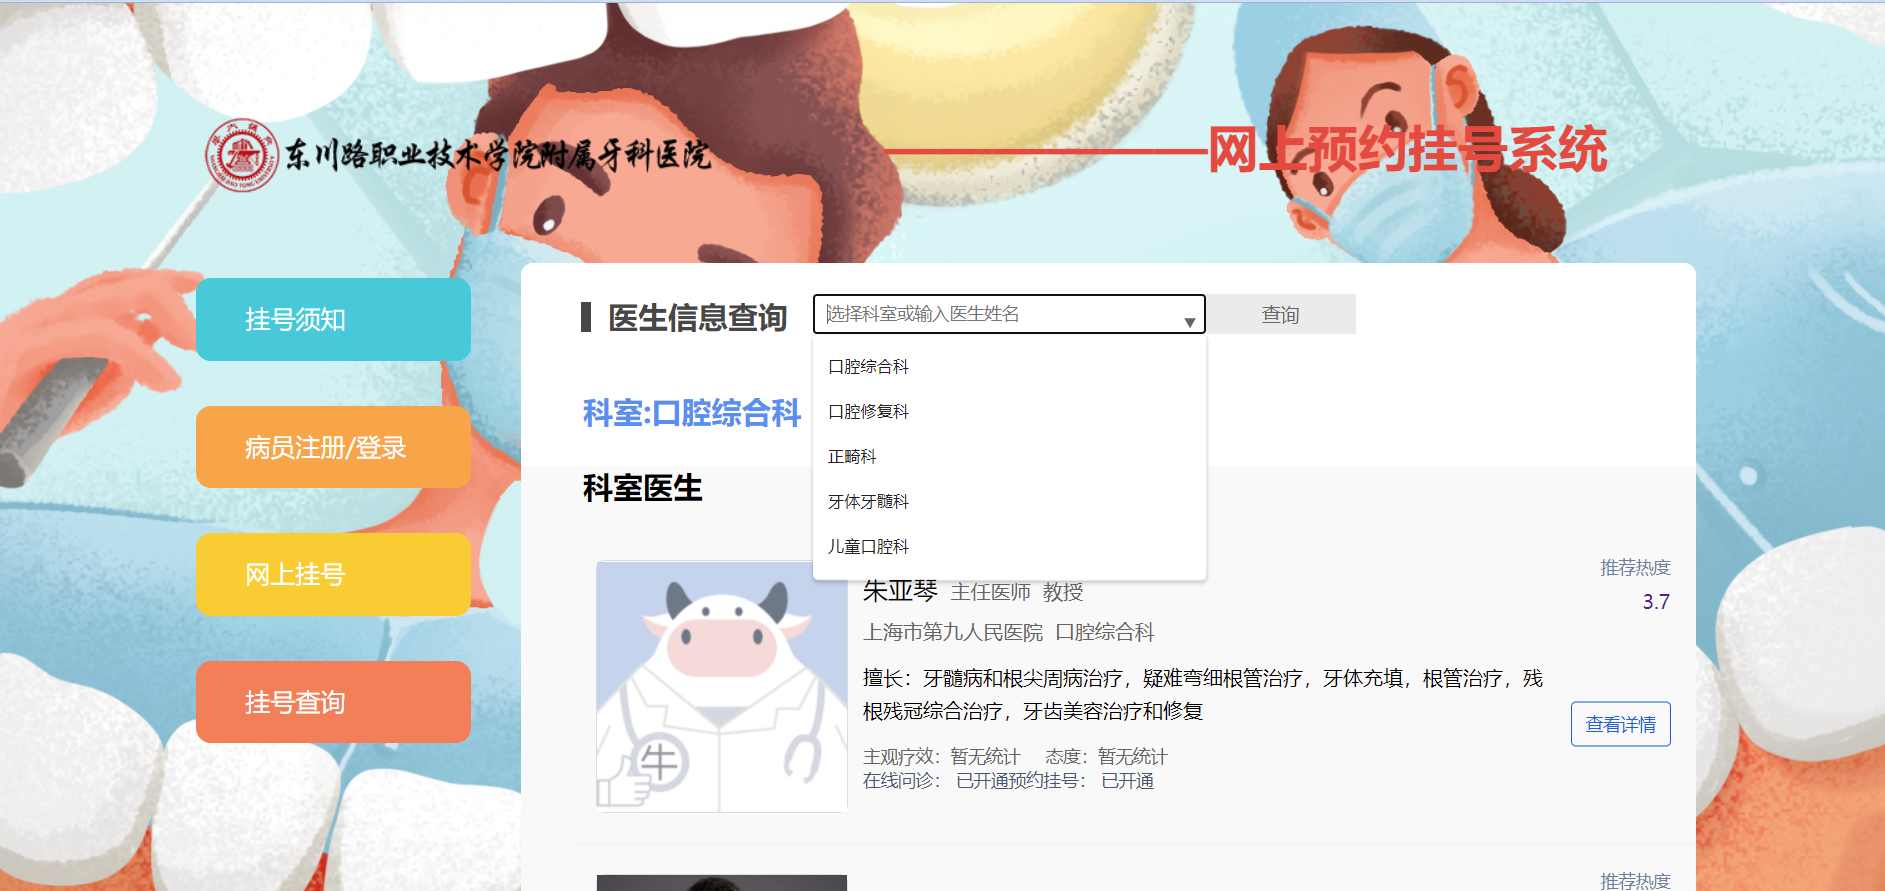 东川路职业技术学院附属牙科医院
网上预约挂号系统
挂号须知
病员注册/登录
网上挂号
挂号查询
医生信息查询
选择科室或输入医生姓名
查询
口腔综合科
口腔修复科
正畸科
牙体牙髓科
儿童口腔科
科室:口腔综合科
科室医生
牛
朱亚琴 主任医师 教授
上海市第九人民医院 口腔综合科
擅长：牙髓病和根尖周病治疗，疑难弯细根管治疗，牙体充填，根管治疗，残
根残冠综合治疗，牙齿美容治疗和修复
主观疗效：暂无统计 态度：暂无统计
在线问诊： 已开通预约挂号： 已开通
推荐热度
3.7
查看详情
推荐热度